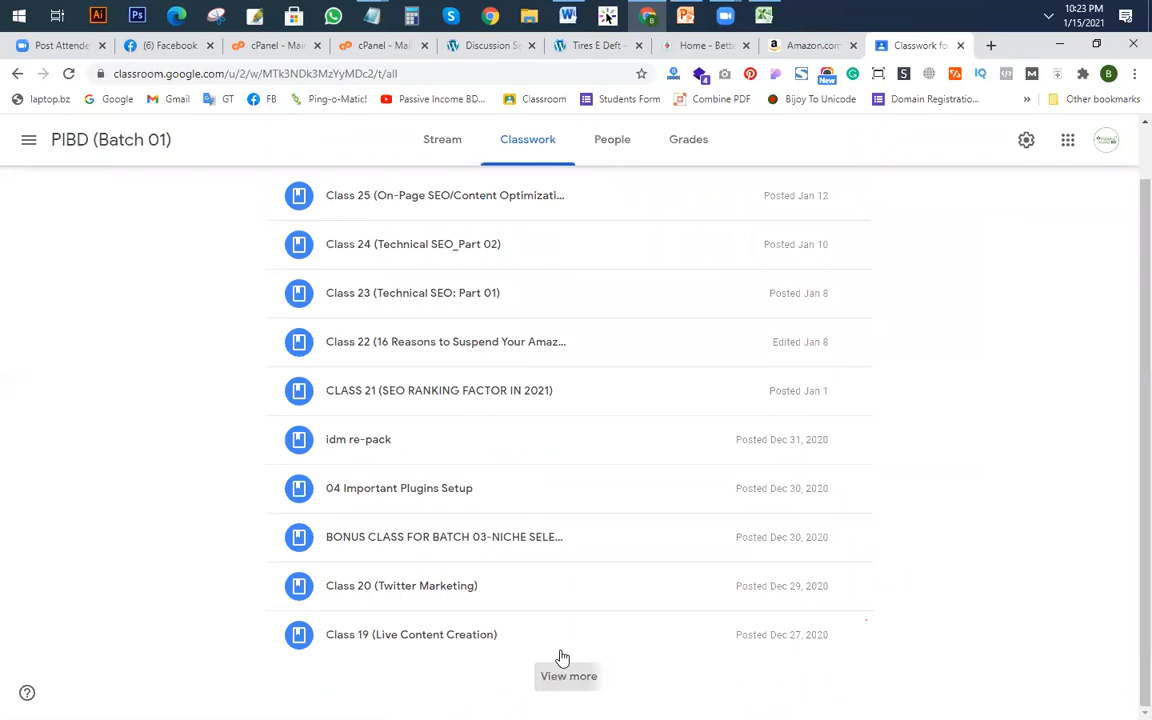 10:23 PM
1/15/2021
Post Attende
(6) Facebook
cPanel - Mai
cPanel - Mai
Discussion Se
Tires E Deft -
Home - Bette
Amazon.com
Classwork fo
classroom.google.com/u/2/w/MTk3NDk3MzYyMDc2/t/all
laptop.bz
Google
Gmail
GT
FB
Ping-o-Matic!
Passive Income BD...
Classroom
Students Form
Combine PDF
Bijoy To Unicode
Domain Registratio...
Other bookmarks
PIBD (Batch 01)
Stream
Classwork
People
Grades
Class 25 (On-Page SEO/Content Optimizati... Posted Jan 12
Class 24 (Technical SEO_Part 02) Posted Jan 10
Class 23 (Technical SEO: Part 01) Posted Jan 8
Class 22 (16 Reasons to Suspend Your Amaz... Edited Jan 8
CLASS 21 (SEO RANKING FACTOR IN 2021) Posted Jan 1
idm re-pack Posted Dec 31, 2020
04 Important Plugins Setup Posted Dec 30, 2020
BONUS CLASS FOR BATCH 03-NICHE SELE... Posted Dec 30, 2020
Class 20 (Twitter Marketing) Posted Dec 29, 2020
Class 19 (Live Content Creation) Posted Dec 27, 2020
View more